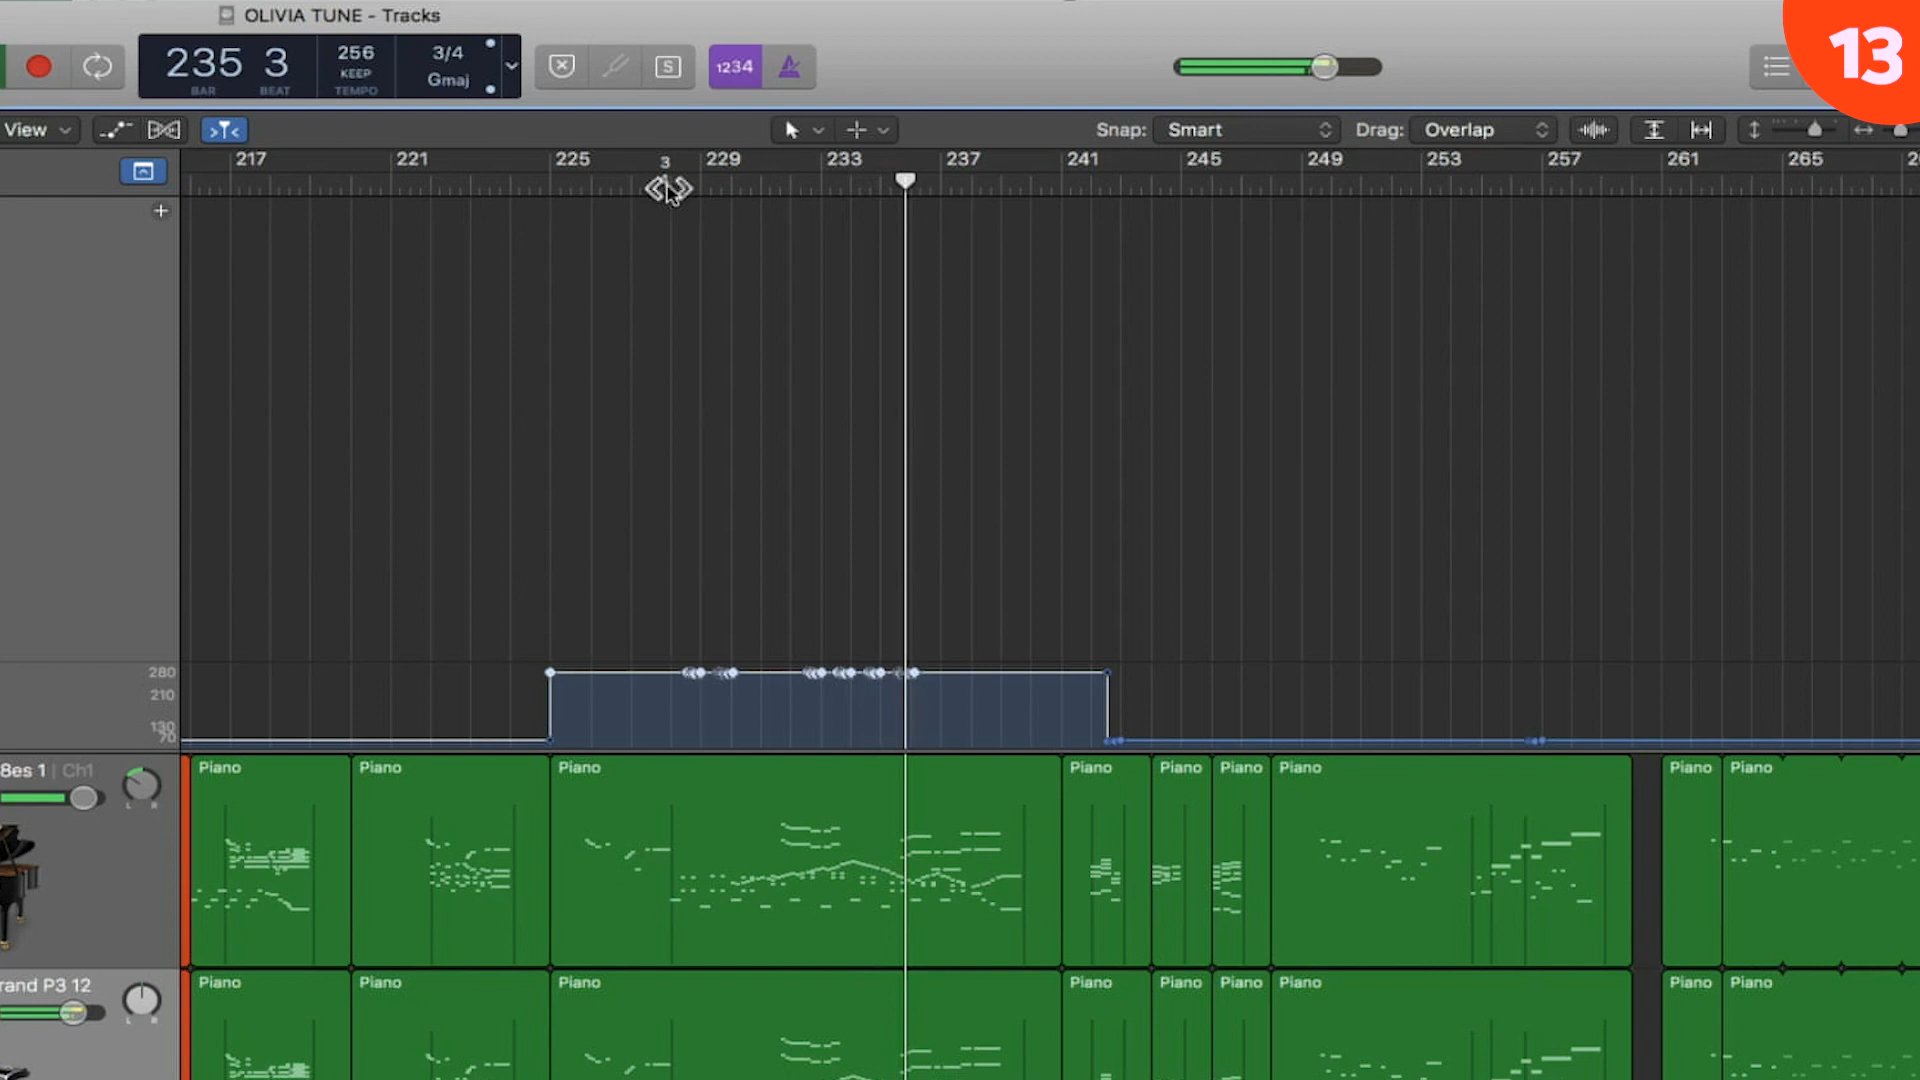 OLIVIA TUNE - Tracks
13
235 3 256 3/4
KEEP Gmaj
BAR BEAT TEMPO
S 1234
View Snap: Smart Drag: Overlap
217 221 225 3 229 233 237 241 245 249 253 257 261 265 2
280
210
130
70
8es 1 | Ch1
Piano Piano Piano Piano Piano Piano Piano Piano Piano
rand P3 12
Piano Piano Piano Piano Piano Piano Piano Piano Piano